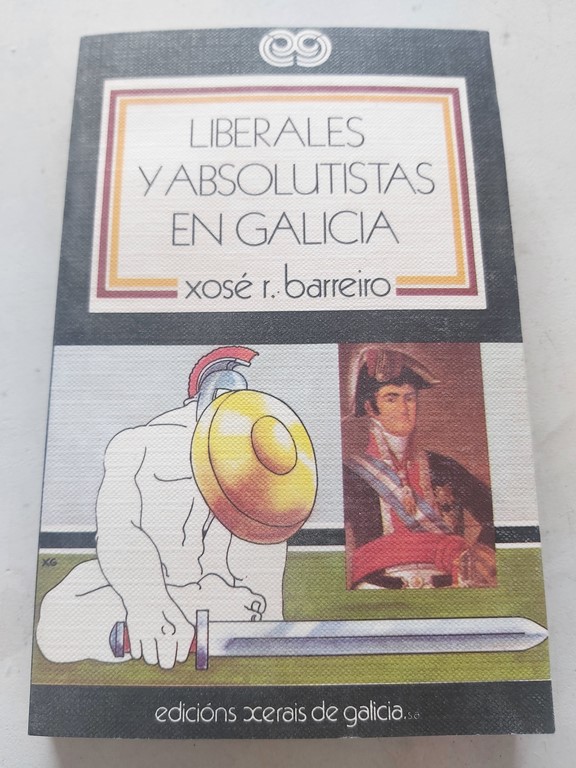 LIBERALES
Y ABSOLUTISTAS
EN GALICIA
xosé r. barreiro
XG
edicións xerais de galicia. s.a.